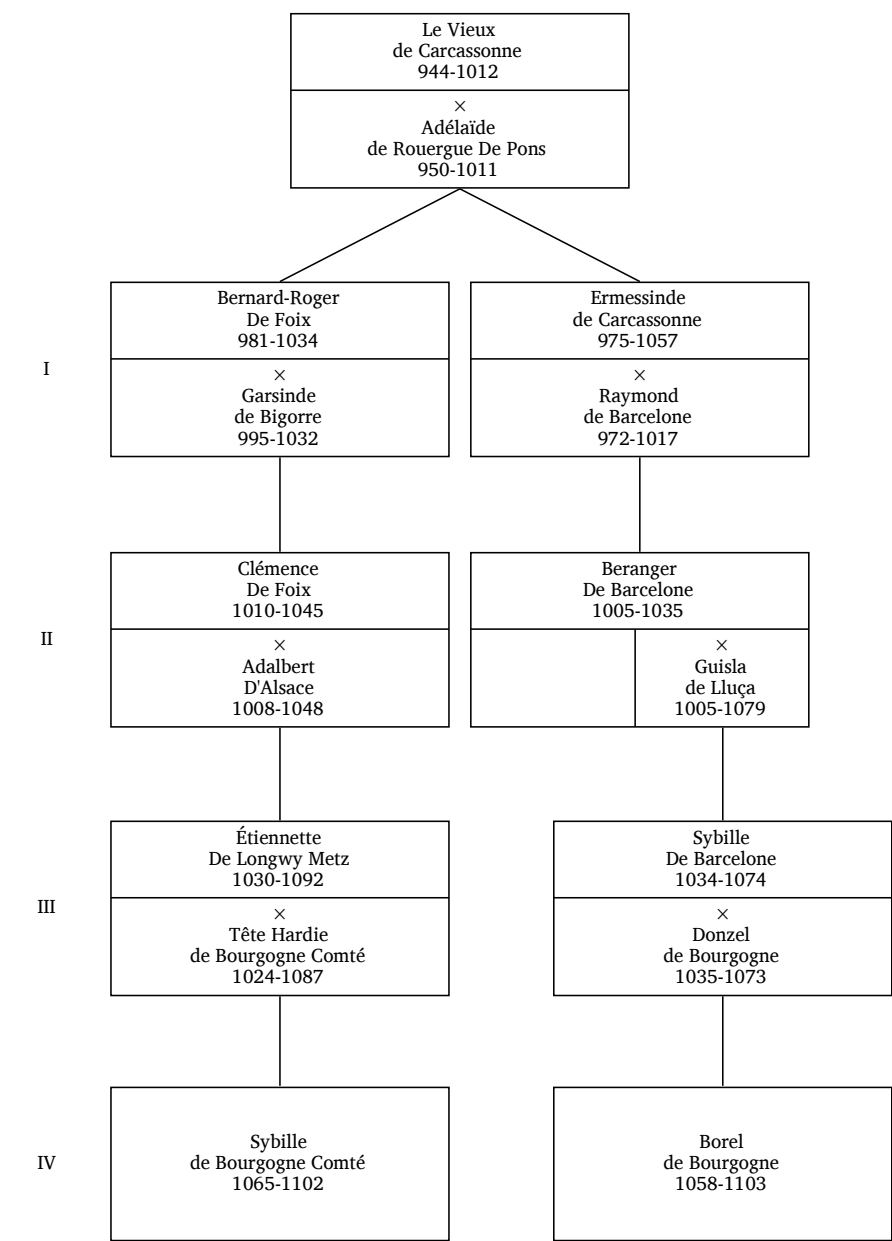 Le Vieux
de Carcassonne
944-1012
×
Adélaïde
de Rouergue De Pons
950-1011
I
Bernard-Roger
De Foix
981-1034
×
Garsinde
de Bigorre
995-1032
Ermessinde
de Carcassonne
975-1057
×
Raymond
de Barcelone
972-1017
II
Clémence
De Foix
1010-1045
×
Adalbert
D'Alsace
1008-1048
Beranger
De Barcelone
1005-1035
×
Guisla
de Lluça
1005-1079
III
Étiennette
De Longwy Metz
1030-1092
×
Tête Hardie
de Bourgogne Comté
1024-1087
Sybille
De Barcelone
1034-1074
×
Donzel
de Bourgogne
1035-1073
IV
Sybille
de Bourgogne Comté
1065-1102
Borel
de Bourgogne
1058-1103